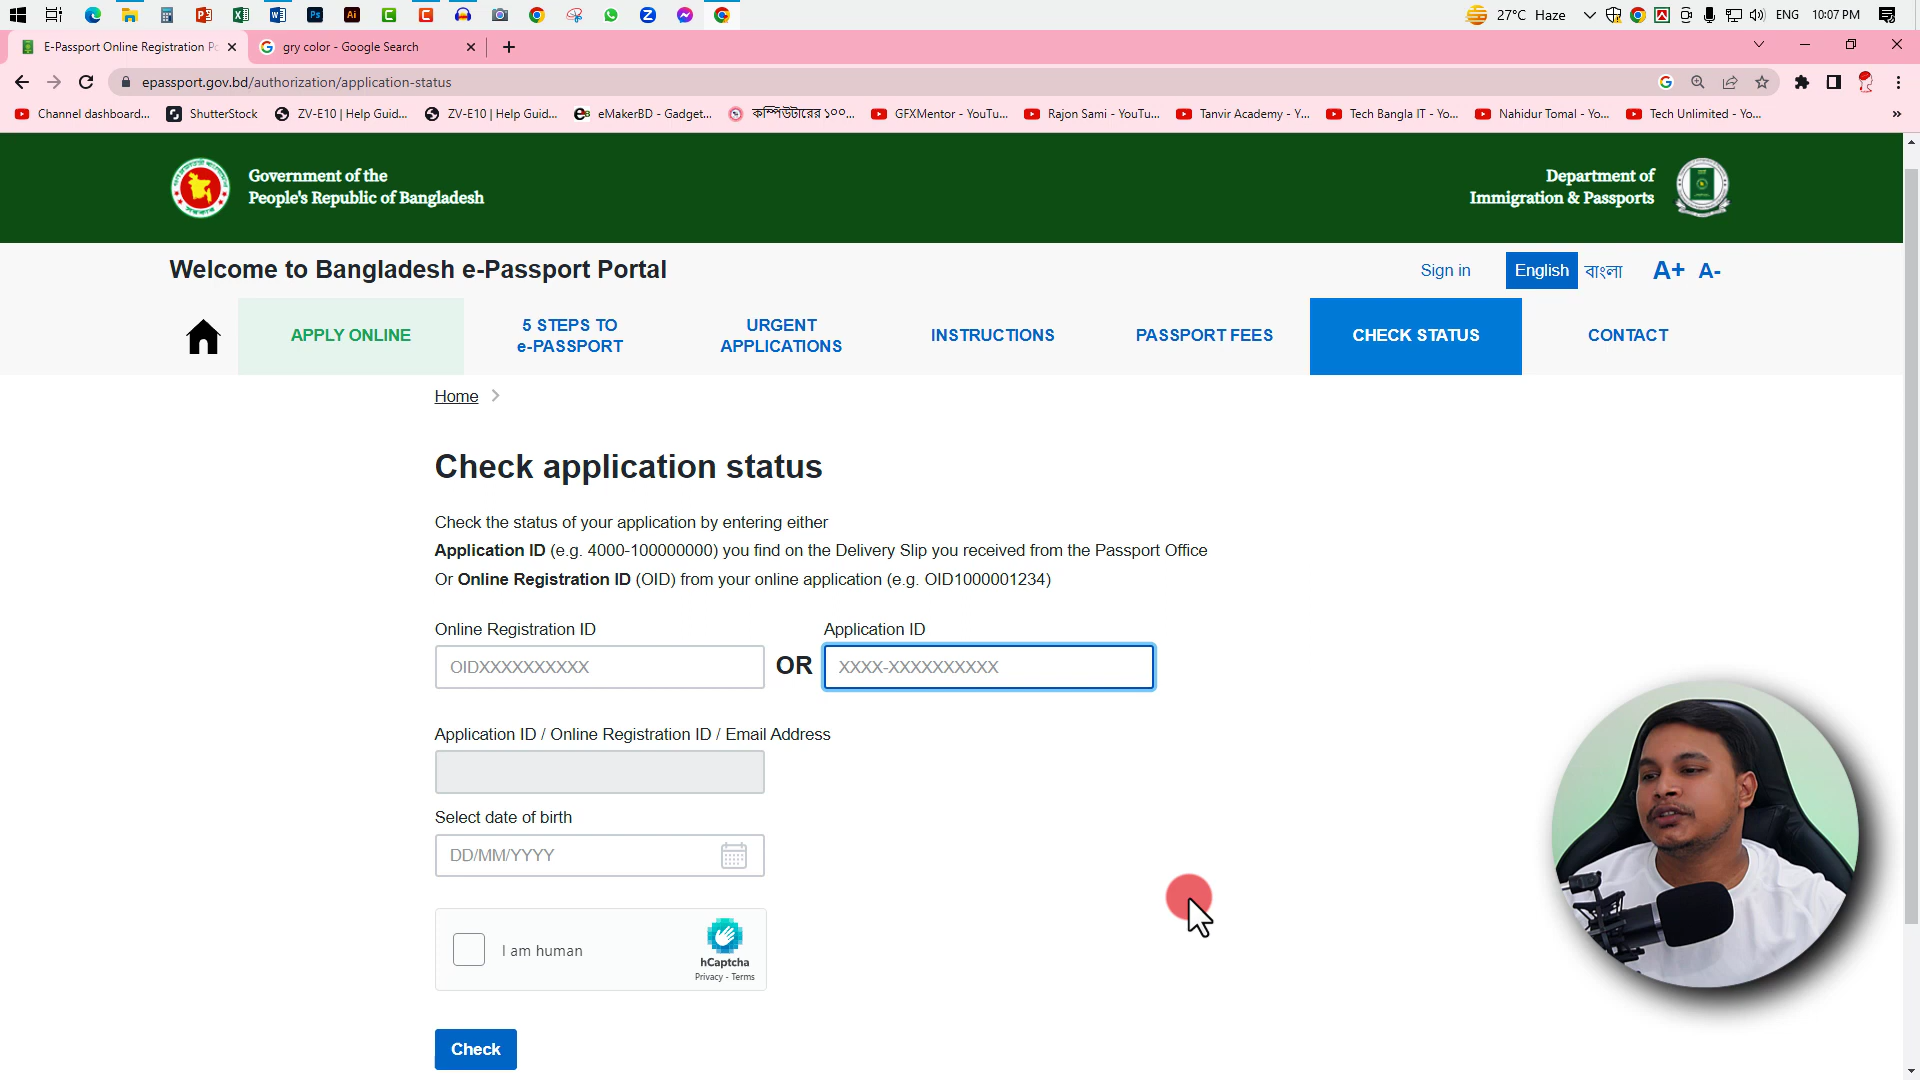 27°C Haze
ENG 10:07 PM
E-Passport Online Registration Po
gry color - Google Search
epassport.gov.bd/authorization/application-status
Channel dashboard...
ShutterStock
ZV-E10 | Help Guid...
ZV-E10 | Help Guid...
eMakerBD - Gadget...
কম্পিউটারের ১০০...
GFXMentor - YouTu...
Rajon Sami - YouTu...
Tanvir Academy - Y...
Tech Bangla IT - Yo...
Nahidur Tomal - Yo...
Tech Unlimited - Yo...
Government of the
People's Republic of Bangladesh
Department of
Immigration & Passports
Welcome to Bangladesh e-Passport Portal
Sign in
English
বাংলা
A+ A-
APPLY ONLINE
5 STEPS TO
e-PASSPORT
URGENT
APPLICATIONS
INSTRUCTIONS
PASSPORT FEES
CHECK STATUS
CONTACT
Home
Check application status
Check the status of your application by entering either
Application ID (e.g. 4000-100000000) you find on the Delivery Slip you received from the Passport Office
Or Online Registration ID (OID) from your online application (e.g. OID1000001234)
Online Registration ID
Application ID
OIDXXXXXXXXXX
OR
XXXX-XXXXXXXXXX
Application ID / Online Registration ID / Email Address
Select date of birth
DD/MM/YYYY
I am human
hCaptcha
Privacy - Terms
Check